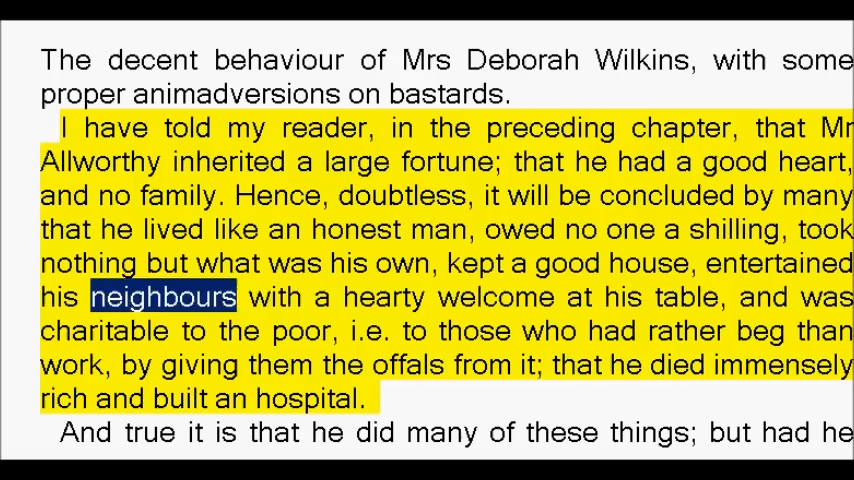 The decent behaviour of Mrs Deborah Wilkins, with some
proper animadversions on bastards.
I have told my reader, in the preceding chapter, that Mr
Allworthy inherited a large fortune; that he had a good heart,
and no family. Hence, doubtless, it will be concluded by many
that he lived like an honest man, owed no one a shilling, took
nothing but what was his own, kept a good house, entertained
his neighbours with a hearty welcome at his table, and was
charitable to the poor, i.e. to those who had rather beg than
work, by giving them the offals from it; that he died immensely
rich and built an hospital.
And true it is that he did many of these things; but had he